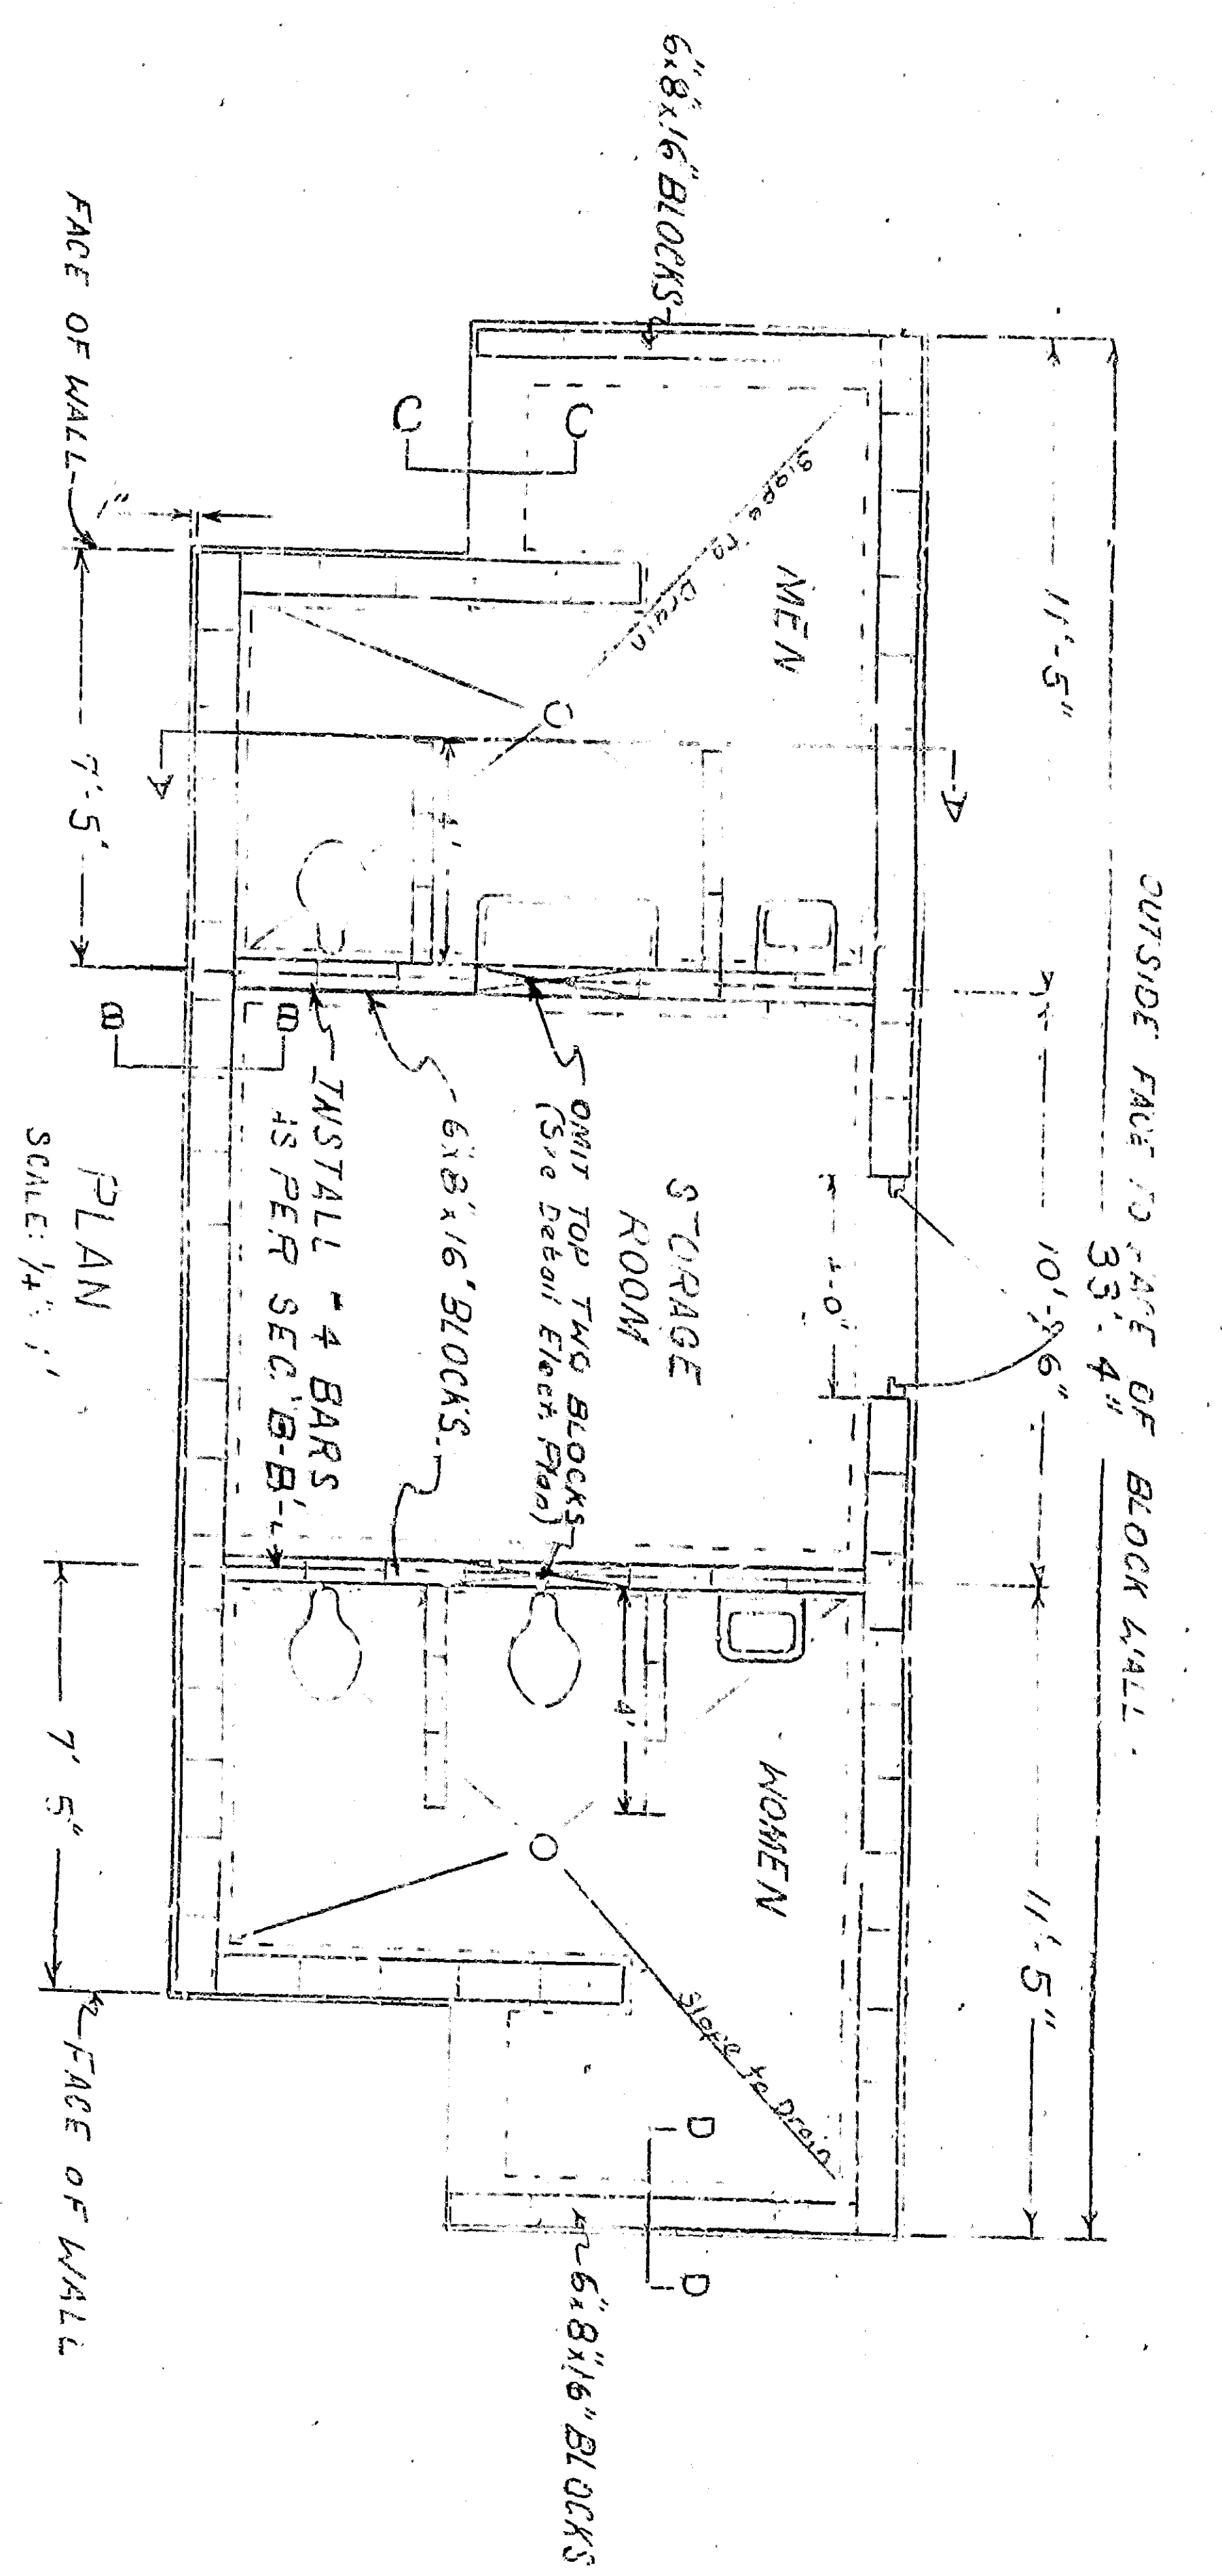 OUTSIDE FACE TO FACE OF BLOCK WALL.
33'-4"
11'-5"
10'-6"
11'-5"
6"x8"x16" BLOCKS
MEN
Slope to Drain
C
C
A
A
4'
STORAGE
ROOM
OMIT TOP TWO BLOCKS
(See Detail Elect. Plan)
6"x8"x16" BLOCKS.
INSTALL - 4 BARS
AS PER SEC. B-B'
B
B
WOMEN
4'
Slope to Drain
D
D
6"x8"x16" BLOCKS
FACE OF WALL
1"
7'-5"
7' 5"
FACE OF WALL
PLAN
SCALE: 1/4" : 1'